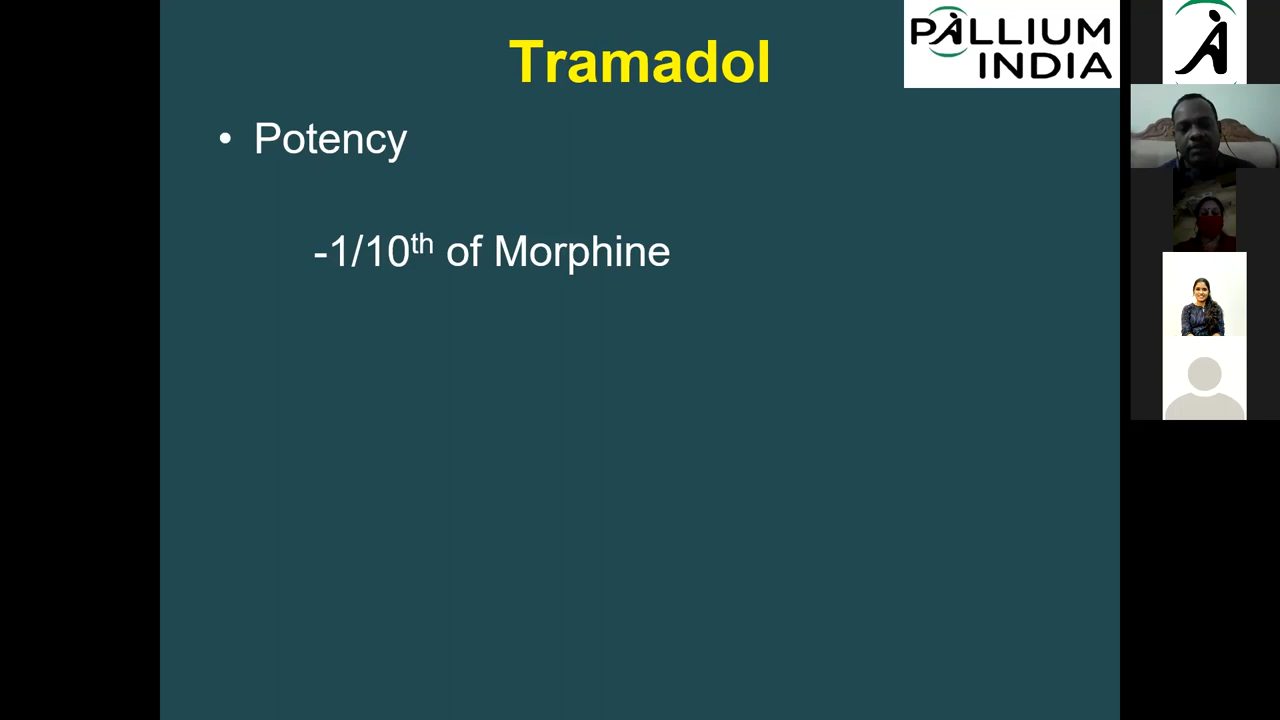 Tramadol
PALLIUM
INDIA
• Potency
-1/10th of Morphine